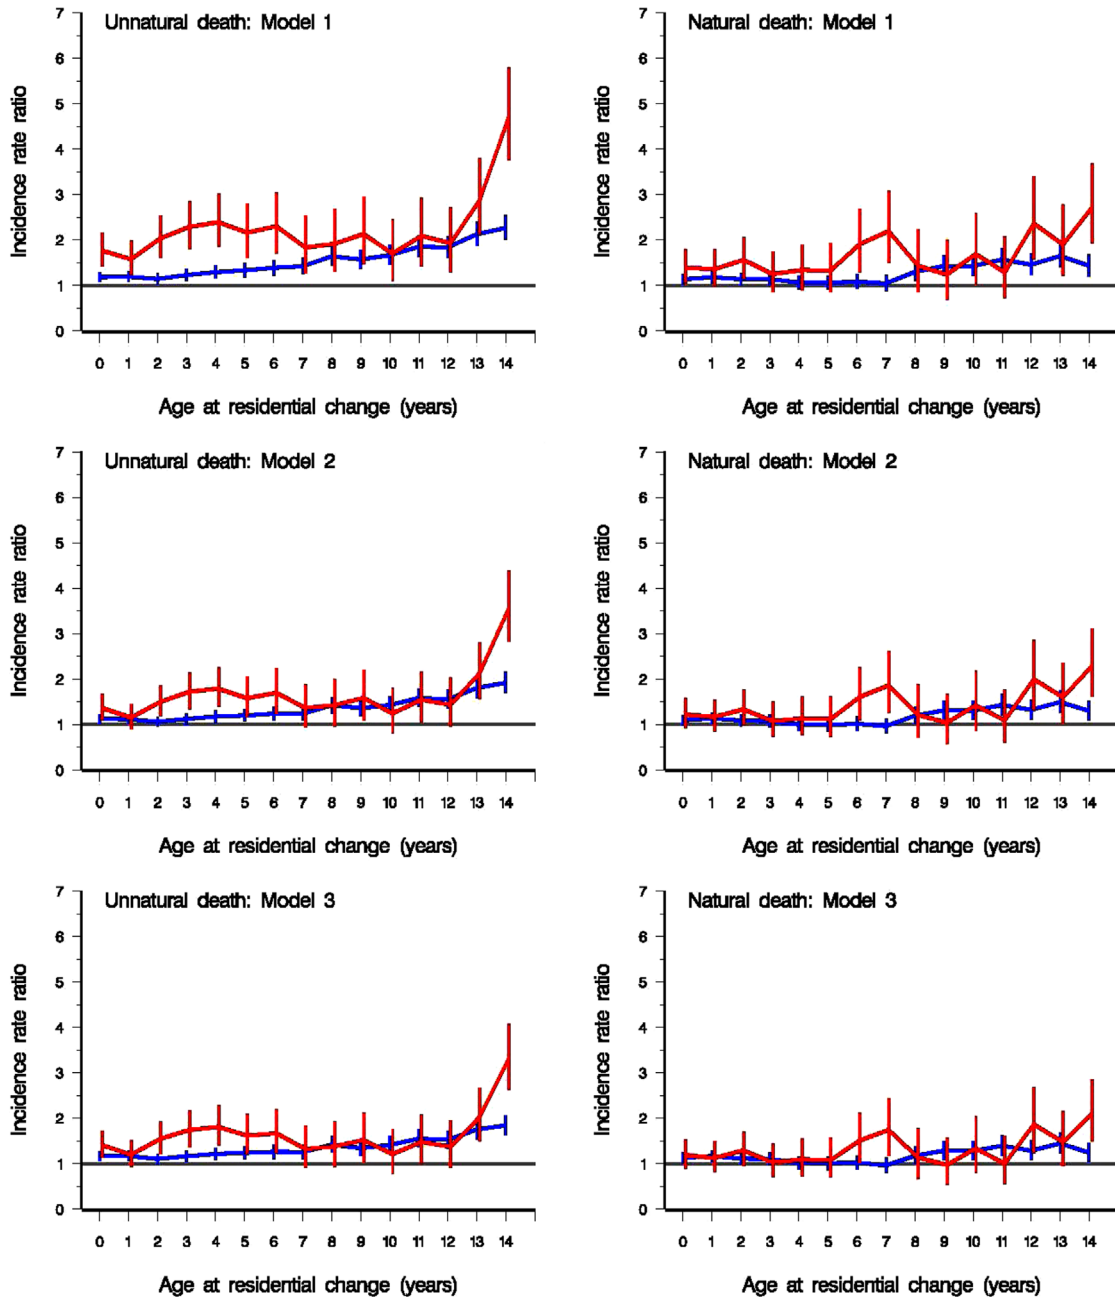 Unnatural death: Model 1
Incidence rate ratio
7
6
5
4
3
2
1
0
0 1 2 3 4 5 6 7 8 9 10 11 12 13 14
Age at residential change (years)
Natural death: Model 1
Incidence rate ratio
7
6
5
4
3
2
1
0
0 1 2 3 4 5 6 7 8 9 10 11 12 13 14
Age at residential change (years)
Unnatural death: Model 2
Incidence rate ratio
7
6
5
4
3
2
1
0
0 1 2 3 4 5 6 7 8 9 10 11 12 13 14
Age at residential change (years)
Natural death: Model 2
Incidence rate ratio
7
6
5
4
3
2
1
0
0 1 2 3 4 5 6 7 8 9 10 11 12 13 14
Age at residential change (years)
Unnatural death: Model 3
Incidence rate ratio
7
6
5
4
3
2
1
0
0 1 2 3 4 5 6 7 8 9 10 11 12 13 14
Age at residential change (years)
Natural death: Model 3
Incidence rate ratio
7
6
5
4
3
2
1
0
0 1 2 3 4 5 6 7 8 9 10 11 12 13 14
Age at residential change (years)